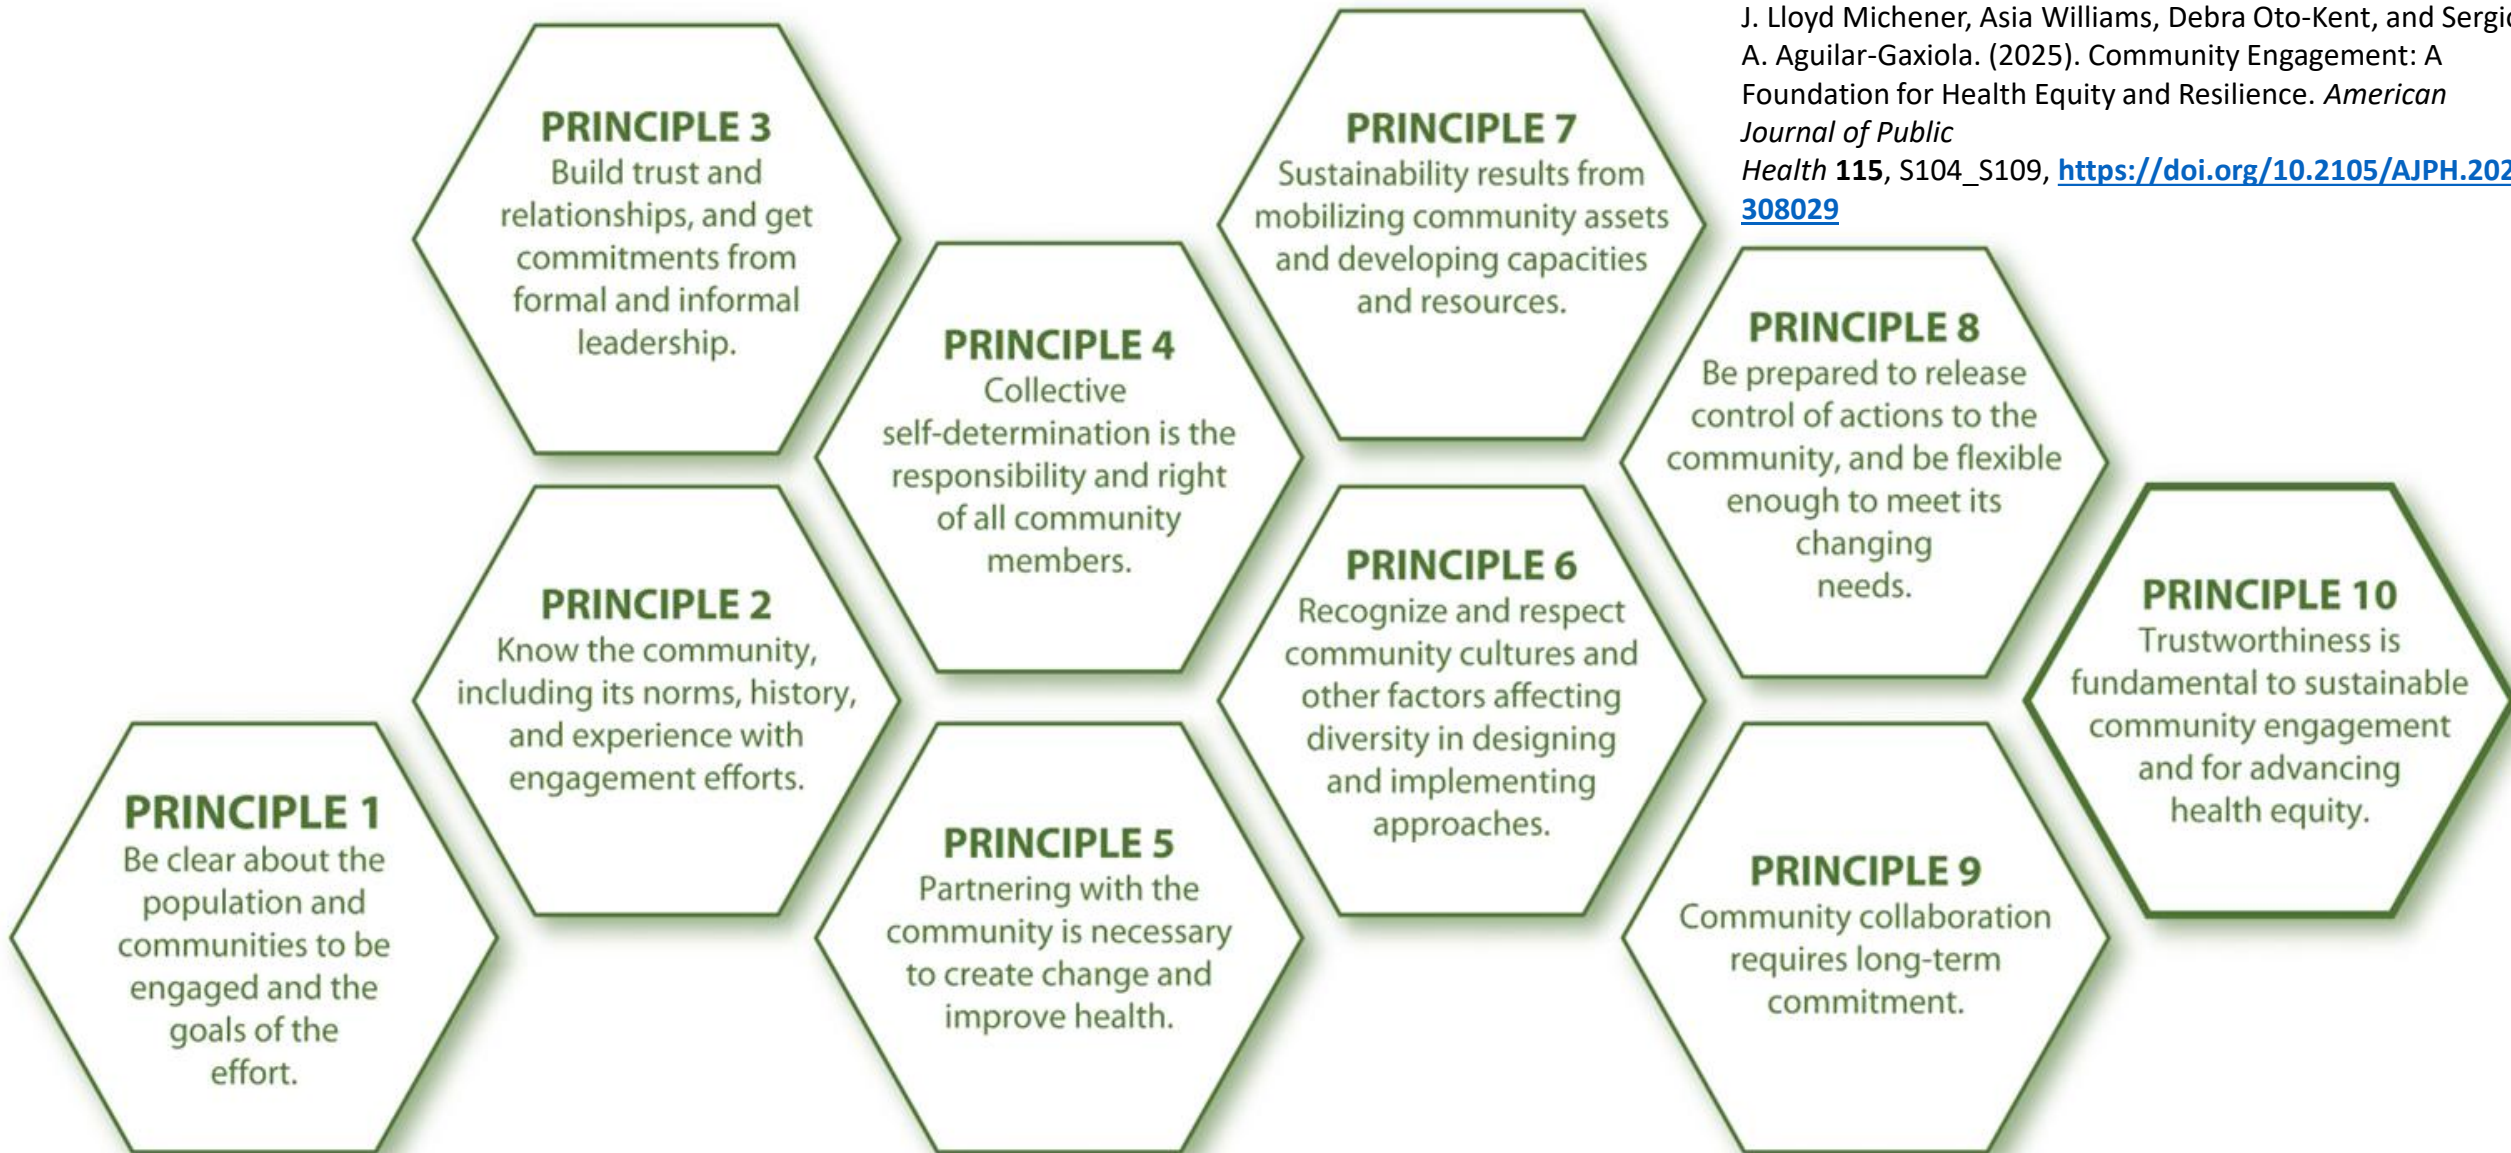 J. Lloyd Michener, Asia Williams, Debra Oto-Kent, and Sergio
A. Aguilar-Gaxiola. (2025). Community Engagement: A
Foundation for Health Equity and Resilience. American
Journal of Public
Health 115, S104_S109, https://doi.org/10.2105/AJPH.202
308029
PRINCIPLE 1
Be clear about the
population and
communities to be
engaged and the
goals of the
effort.
PRINCIPLE 2
Know the community,
including its norms, history,
and experience with
engagement efforts.
PRINCIPLE 3
Build trust and
relationships, and get
commitments from
formal and informal
leadership.
PRINCIPLE 4
Collective
self-determination is the
responsibility and right
of all community
members.
PRINCIPLE 5
Partnering with the
community is necessary
to create change and
improve health.
PRINCIPLE 6
Recognize and respect
community cultures and
other factors affecting
diversity in designing
and implementing
approaches.
PRINCIPLE 7
Sustainability results from
mobilizing community assets
and developing capacities
and resources.
PRINCIPLE 8
Be prepared to release
control of actions to the
community, and be flexible
enough to meet its
changing
needs.
PRINCIPLE 9
Community collaboration
requires long-term
commitment.
PRINCIPLE 10
Trustworthiness is
fundamental to sustainable
community engagement
and for advancing
health equity.